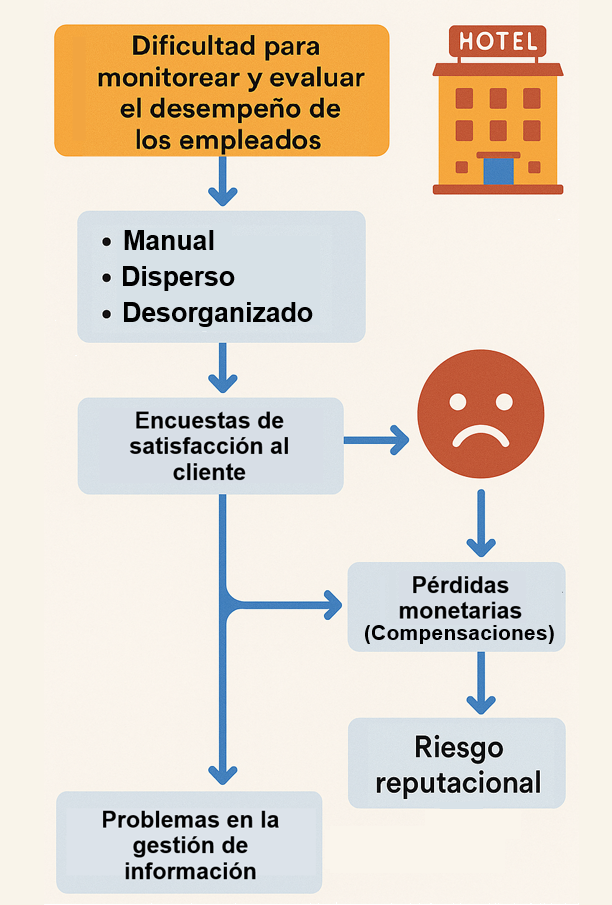 Dificultad para
monitorear y evaluar
el desempeño de
los empleados
HOTEL
• Manual
• Disperso
• Desorganizado
Encuestas de
satisfacción al
cliente
Pérdidas
monetarias
(Compensaciones)
Riesgo
reputacional
Problemas en la
gestión de
información